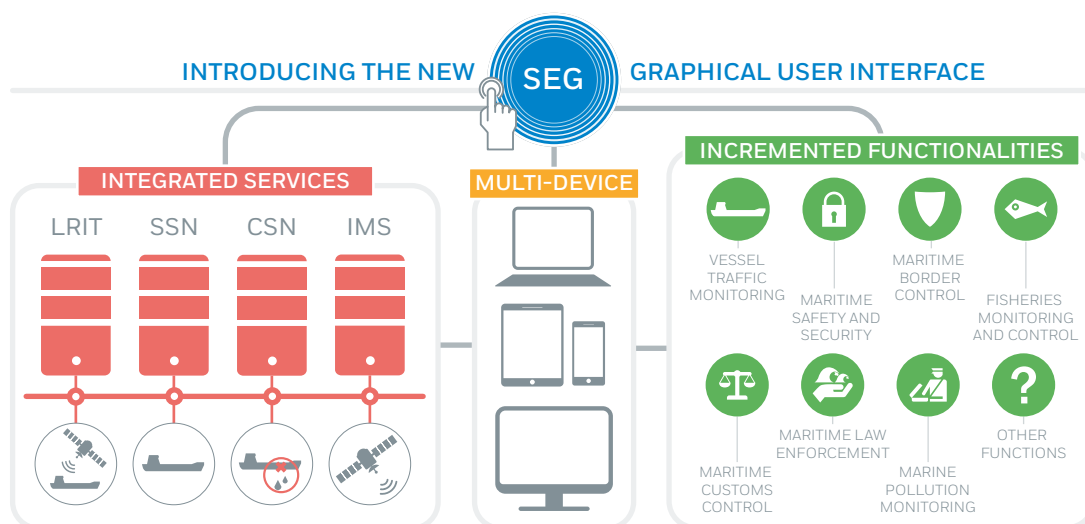 INTRODUCING THE NEW
SEG
GRAPHICAL USER INTERFACE
INTEGRATED SERVICES
LRIT
SSN
CSN
IMS
MULTI-DEVICE
INCREMENTED FUNCTIONALITIES
VESSEL
TRAFFIC
MONITORING
MARITIME
SAFETY AND
SECURITY
MARITIME
BORDER
CONTROL
FISHERIES
MONITORING
AND CONTROL
MARITIME
CUSTOMS
CONTROL
MARITIME LAW
ENFORCEMENT
MARINE
POLLUTION
MONITORING
?
OTHER
FUNCTIONS